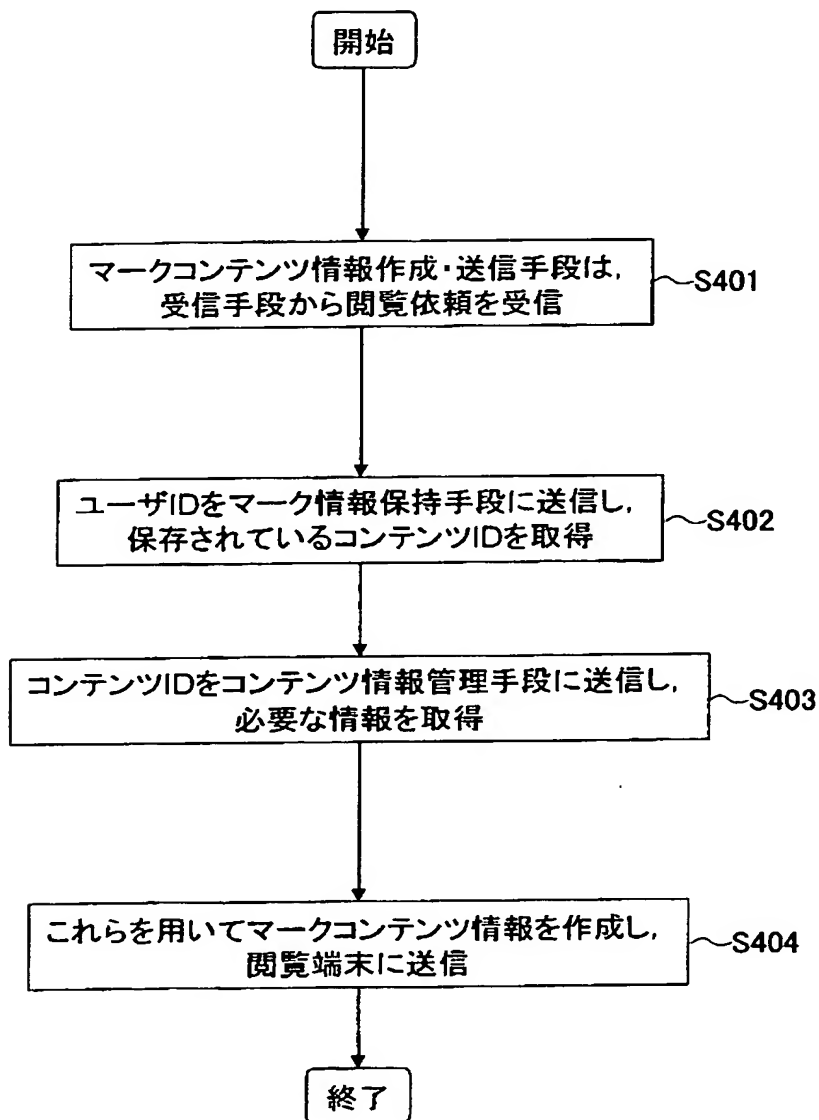 開始
マークコンテンツ情報作成・送信手段は,
受信手段から閲覧依頼を受信
S401
ユーザIDをマーク情報保持手段に送信し,
保存されているコンテンツIDを取得
S402
コンテンツIDをコンテンツ情報管理手段に送信し,
必要な情報を取得
S403
これらを用いてマークコンテンツ情報を作成し,
閲覧端末に送信
S404
終了